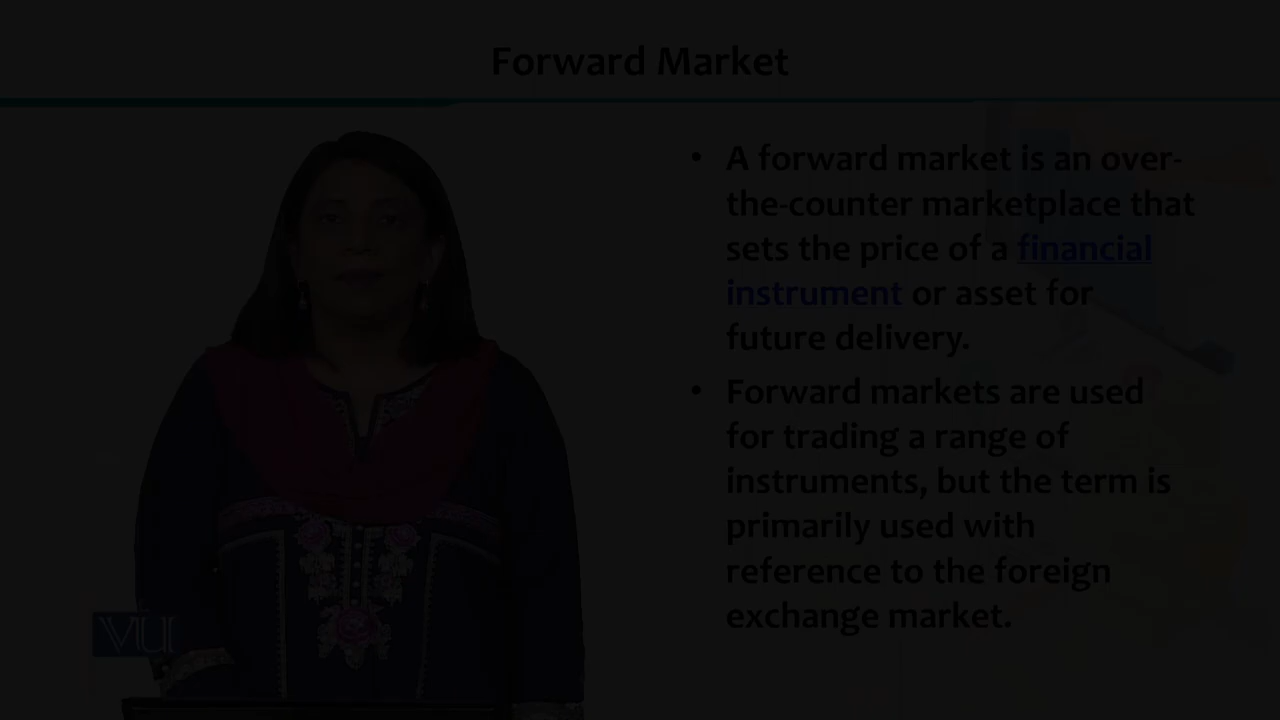 Forward Market
• A forward market is an over-
the-counter marketplace that
sets the price of a financial
instrument or asset for
future delivery.
• Forward markets are used
for trading a range of
instruments, but the term is
primarily used with
reference to the foreign
exchange market.
VU